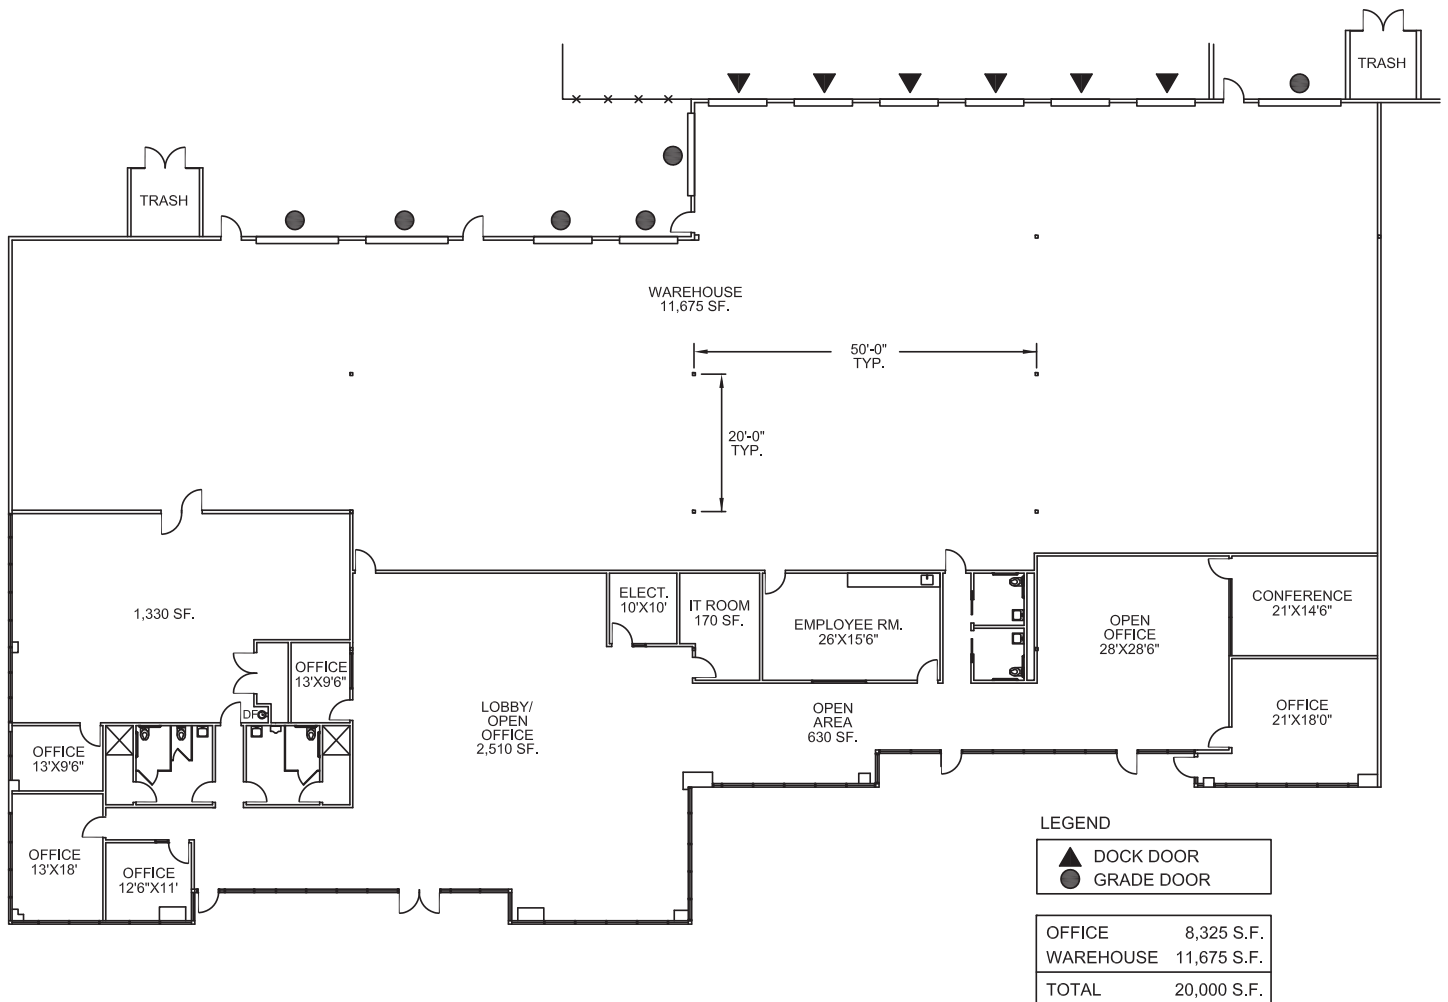 TRASH
TRASH
WAREHOUSE
11,675 SF.
50'-0"
TYP.
20'-0"
TYP.
1,330 SF.
ELECT.
10'X10'
IT ROOM
170 SF.
EMPLOYEE RM.
26'X15'6"
OPEN
OFFICE
28'X28'6"
CONFERENCE
21'X14'6"
OFFICE
13'X9'6"
DF
LOBBY/
OPEN
OFFICE
2,510 SF.
OPEN
AREA
630 SF.
OFFICE
21'X18'0"
OFFICE
13'X9'6"
OFFICE
13'X18'
OFFICE
12'6"X11'
LEGEND
DOCK DOOR
GRADE DOOR
OFFICE 8,325 S.F.
WAREHOUSE 11,675 S.F.
TOTAL 20,000 S.F.